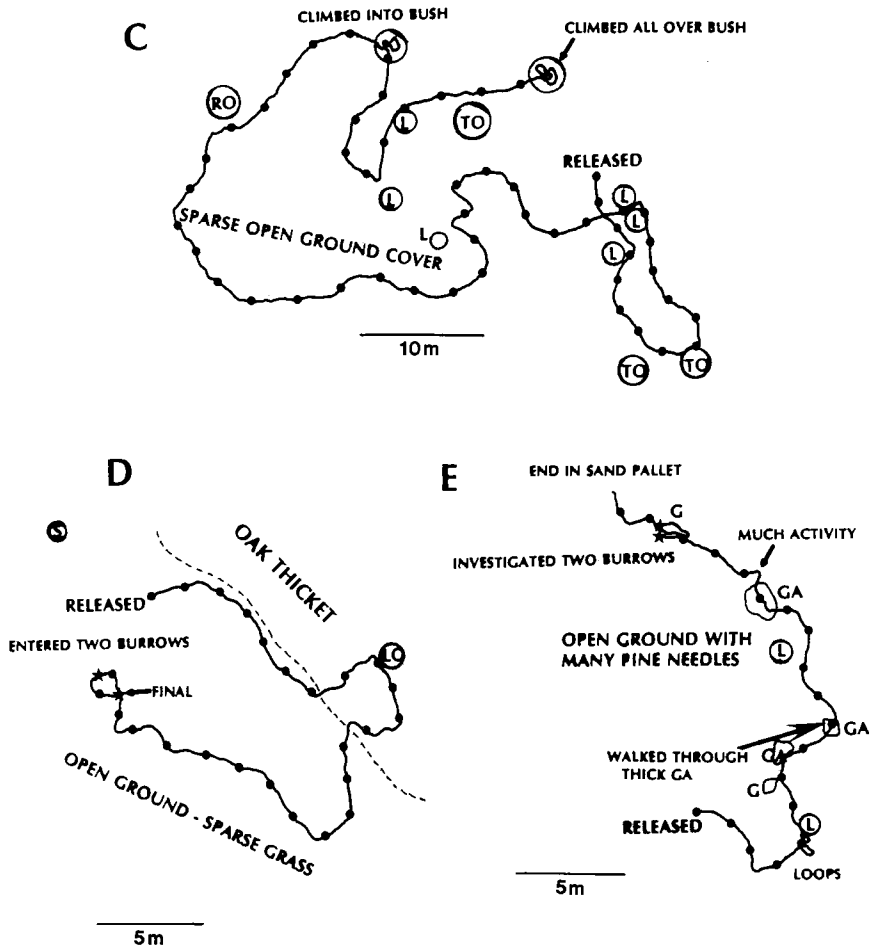 C
CLIMBED INTO BUSH
CLIMBED ALL OVER BUSH
RO
L
TO
RELEASED
L
L
L
L
SPARSE OPEN GROUND COVER
L
10m
TO
TO
D
S
OAK THICKET
RELEASED
ENTERED TWO BURROWS
LO
FINAL
OPEN GROUND - SPARSE GRASS
5m
E
END IN SAND PALLET
G
MUCH ACTIVITY
INVESTIGATED TWO BURROWS
GA
OPEN GROUND WITH
MANY PINE NEEDLES
L
GA
WALKED THROUGH
THICK GA
GA
G
RELEASED
L
LOOPS
5m